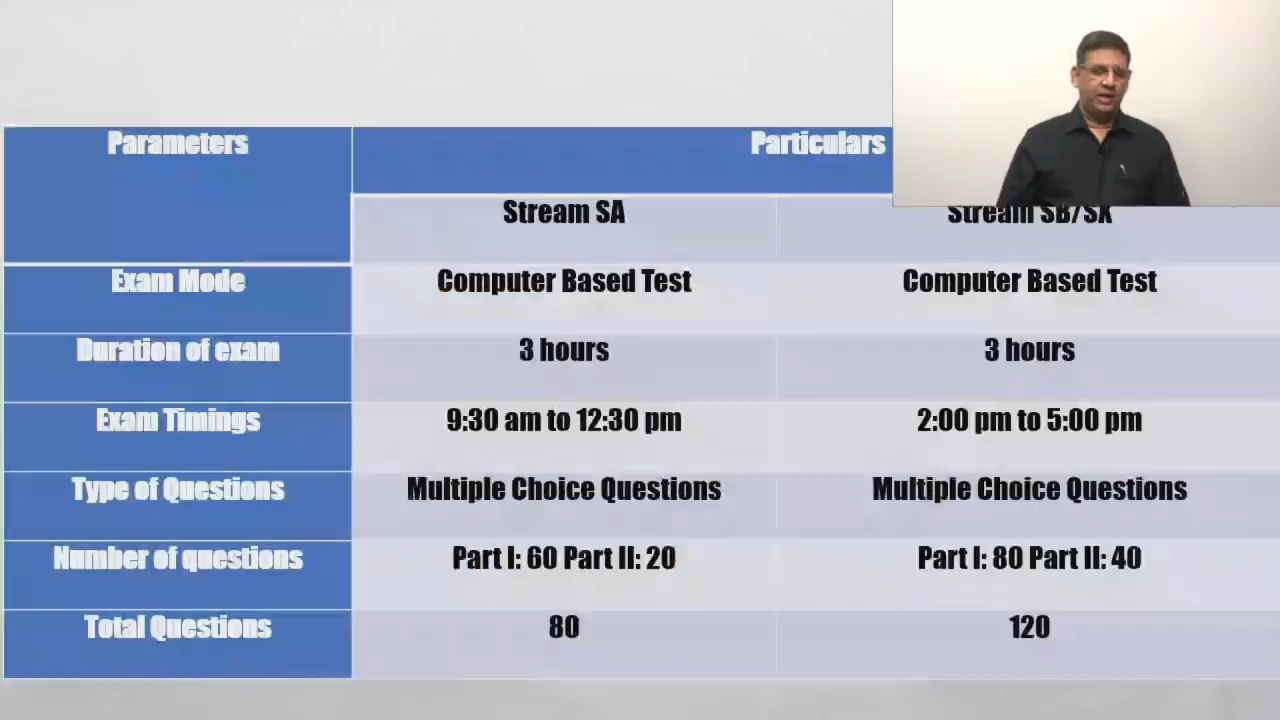 Parameters Particulars
Stream SA Stream SB/SX
Exam Mode Computer Based Test Computer Based Test
Duration of exam 3 hours 3 hours
Exam Timings 9:30 am to 12:30 pm 2:00 pm to 5:00 pm
Type of Questions Multiple Choice Questions Multiple Choice Questions
Number of questions Part I: 60 Part II: 20 Part I: 80 Part II: 40
Total Questions 80 120